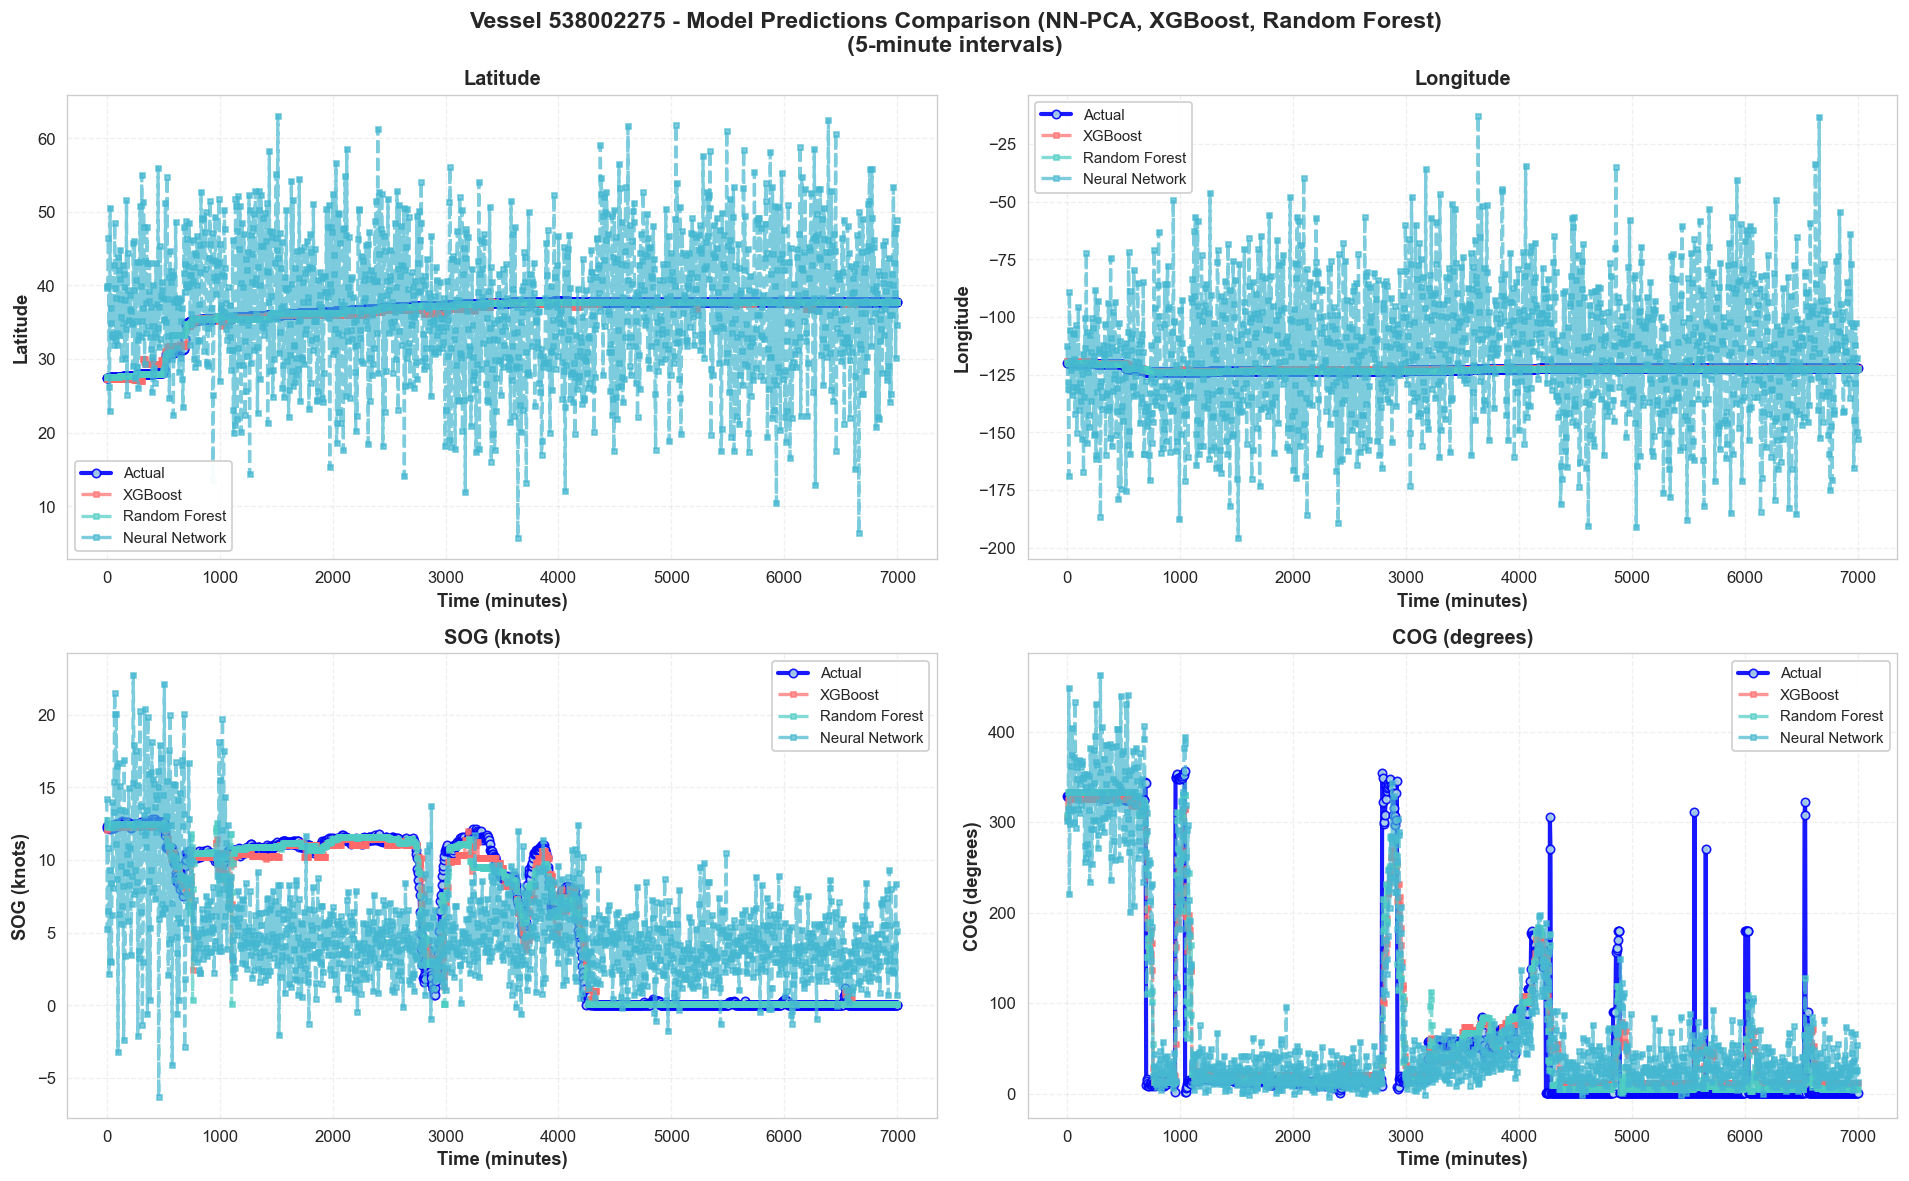 Vessel 538002275 - Model Predictions Comparison (NN-PCA, XGBoost, Random Forest)
(5-minute intervals)
Latitude
60
50
40
30
20
10
Latitude
Actual
XGBoost
Random Forest
Neural Network
0 1000 2000 3000 4000 5000 6000 7000
Time (minutes)
Longitude
−25
−50
−75
−100
−125
−150
−175
−200
Longitude
Actual
XGBoost
Random Forest
Neural Network
0 1000 2000 3000 4000 5000 6000 7000
Time (minutes)
SOG (knots)
20
15
10
5
0
−5
SOG (knots)
Actual
XGBoost
Random Forest
Neural Network
0 1000 2000 3000 4000 5000 6000 7000
Time (minutes)
COG (degrees)
400
300
200
100
0
COG (degrees)
Actual
XGBoost
Random Forest
Neural Network
0 1000 2000 3000 4000 5000 6000 7000
Time (minutes)